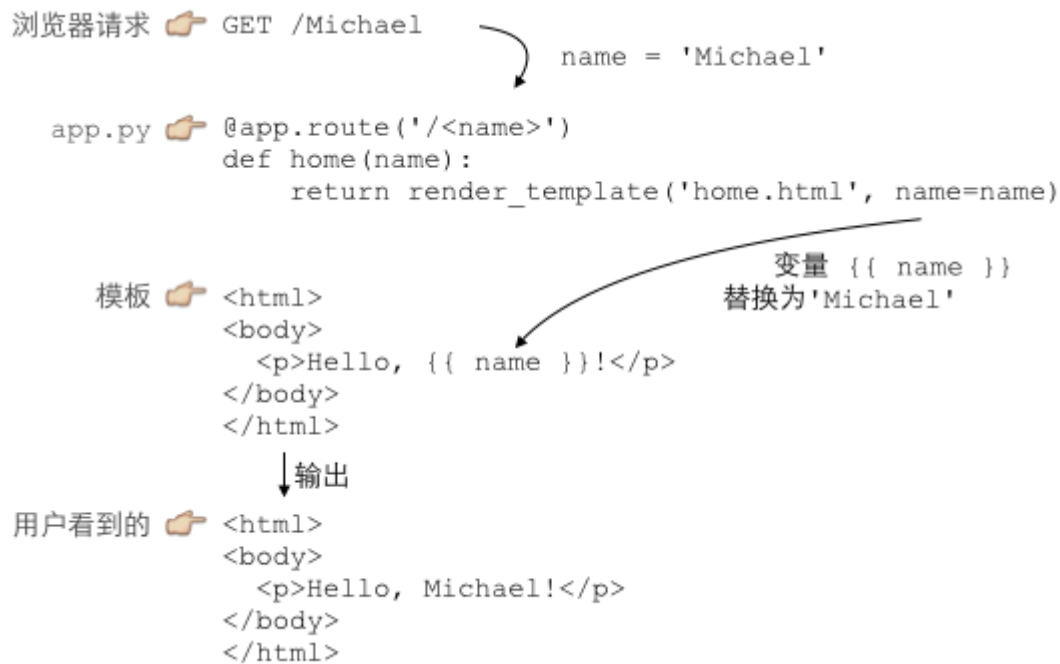 浏览器请求 👉 GET /Michael
name = 'Michael'
app.py 👉 @app.route('/<name>')
def home(name):
    return render_template('home.html', name=name)
变量 {{ name }}
替换为'Michael'
模板 👉 <html>
<body>
  <p>Hello, {{ name }}!</p>
</body>
</html>
输出
用户看到的 👉 <html>
<body>
  <p>Hello, Michael!</p>
</body>
</html>